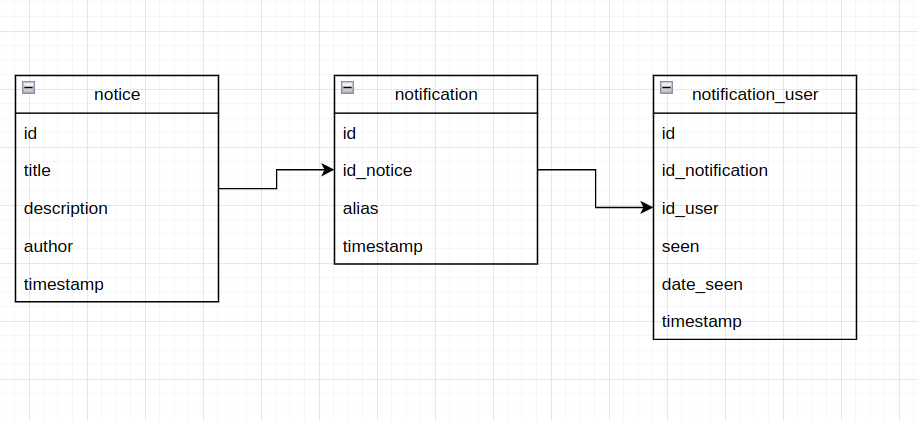 notice
id
title
description
author
timestamp
notification
id
id_notice
alias
timestamp
notification_user
id
id_notification
id_user
seen
date_seen
timestamp